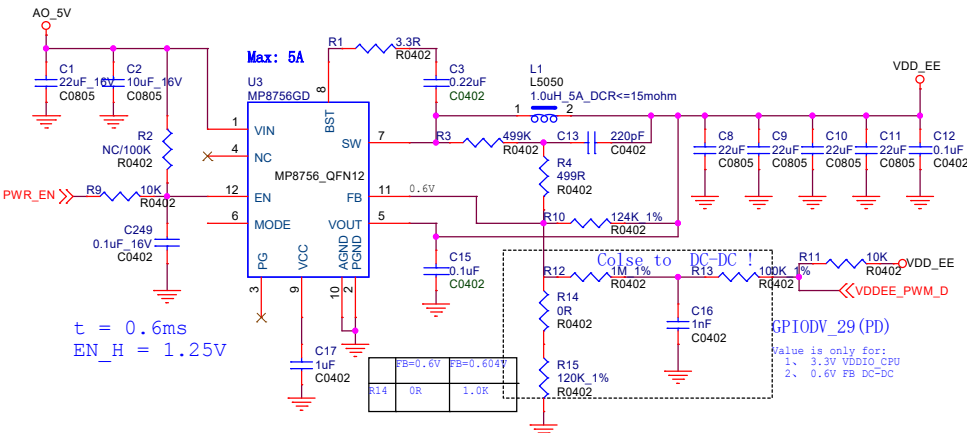 AO_5V
C1
22uF_16V
C0805
C2
10uF_16V
C0805
R2
NC/100K
R0402
PWR_EN
R9
10K
R0402
C249
0.1uF_16V
C0402
t = 0.6ms
EN_H = 1.25V
Max: 5A
U3
MP8756GD
1
VIN
4
NC
12
EN
6
MODE
8
BST
SW
7
MP8756_QFN12
FB
11
0.6V
VOUT
5
PG
3
VCC
9
AGND
10
PGND
2
C17
1uF
C0402
R1
3.3R
R0402
C3
0.22uF
C0402
L1
L5050
1.0uH_5A_DCR<=15mohm
1
2
R3
499K
R0402
C13
220pF
C0402
R4
499R
R0402
R10
124K_1%
R0402
C15
0.1uF
C0402
VDD_EE
C8
22uF
C0805
C9
22uF
C0805
C10
22uF
C0805
C11
22uF
C0805
C12
0.1uF
C0402
Colse to DC-DC !
R12
1M_1%
R0402
R13
100K_1%
R0402
R11
10K
R0402
VDD_EE
VDDEE_PWM_D
R14
0R
R0402
C16
1nF
C0402
R15
120K_1%
R0402
GPIODV_29(PD)
Value is only for:
1、 3.3V VDDIO_CPU
2、 0.6V FB DC-DC
FB=0.6V FB=0.604V
R14 0R 1.0K